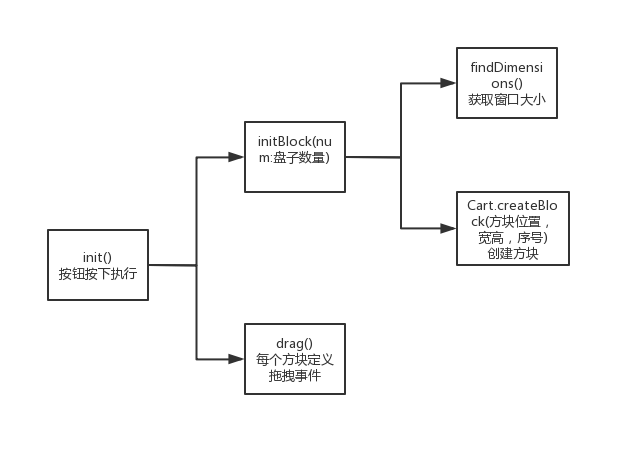 init()
按钮按下执行
initBlock(nu
m:盘子数量)
drag()
每个方块定义
拖拽事件
findDimensi
ons()
获取窗口大小
Cart.createBlo
ck(方块位置，
宽高，序号)
创建方块